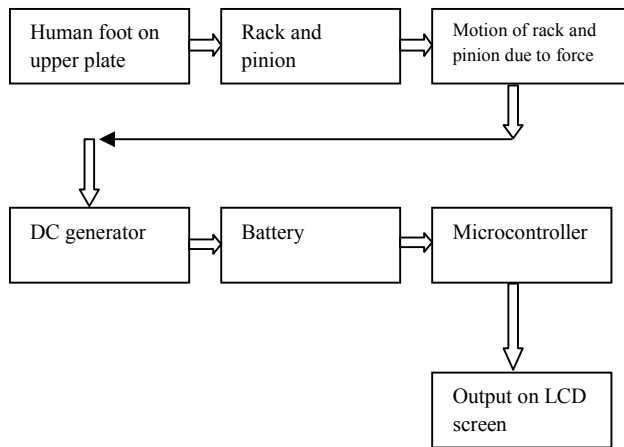 Human foot on
upper plate
Rack and
pinion
Motion of rack and
pinion due to force
DC generator
Battery
Microcontroller
Output on LCD
screen